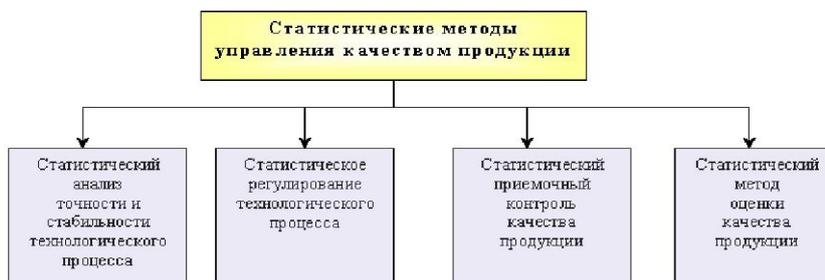 Статистические методы
управления качеством продукции
Статистический
анализ
точности и
стабильности
технологического
процесса
Статистическое
регулирование
технологического
процесса
Статистический
приемочный
контроль
качества
продукции
Статистический
метод
оценки
качества
продукции